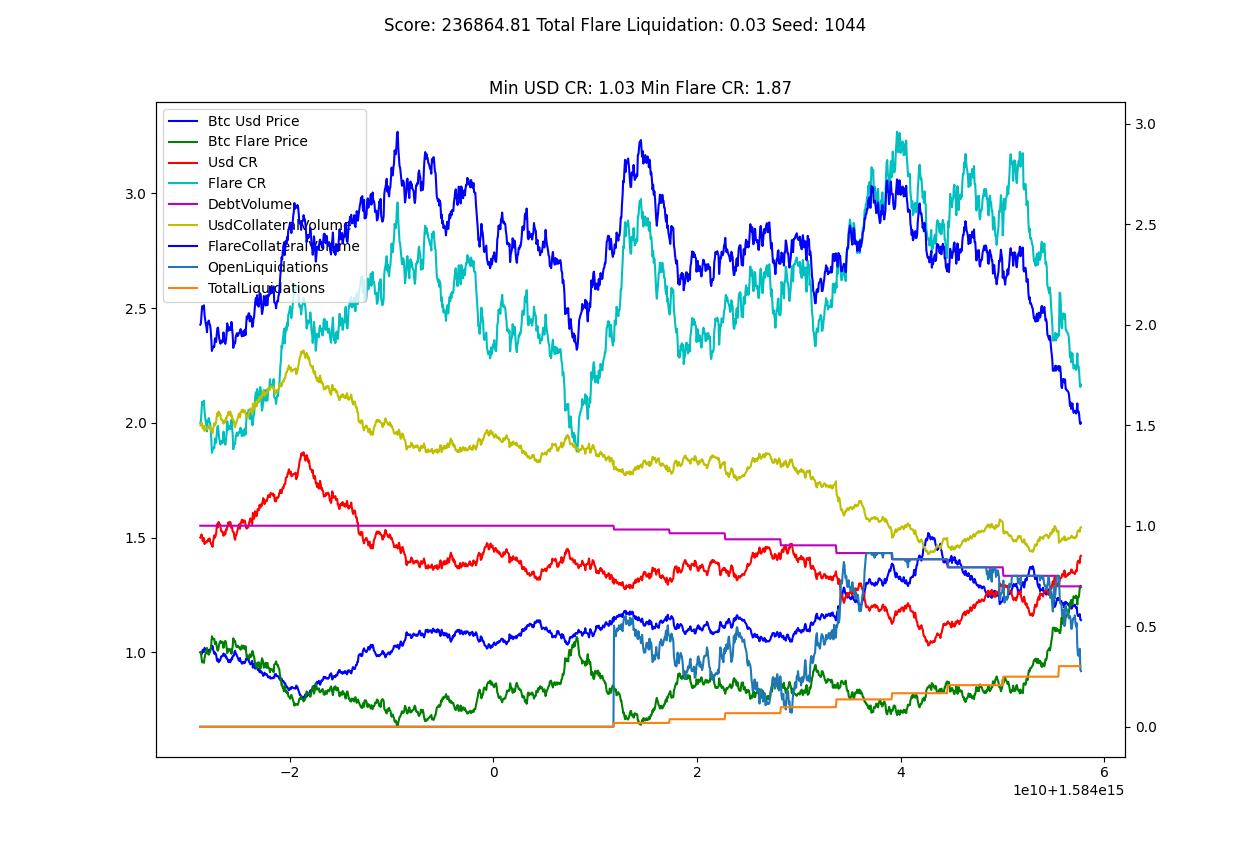 Score: 236864.81 Total Flare Liquidation: 0.03 Seed: 1044
Min USD CR: 1.03 Min Flare CR: 1.87
Btc Usd Price
Btc Flare Price
Usd CR
Flare CR
DebtVolume
UsdCollateralVolume
FlareCollateralVolume
OpenLiquidations
TotalLiquidations
3.0
2.5
2.0
1.5
1.0
3.0
2.5
2.0
1.5
1.0
0.5
0.0
−2
0
2
4
6
1e10+1.584e15